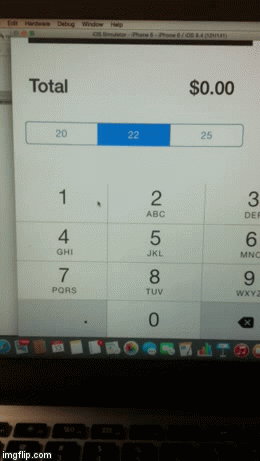 Edit Hardware Debug Window Help
iOS Simulator - iPhone 6 - iPhone 6 / iOS 8.4 (12H141)
Total $0.00
20 22 25
1 2 3
ABC DEF
4 5 6
GHI JKL MNO
7 8 9
PQRS TUV WXYZ
. 0
imgflip.com